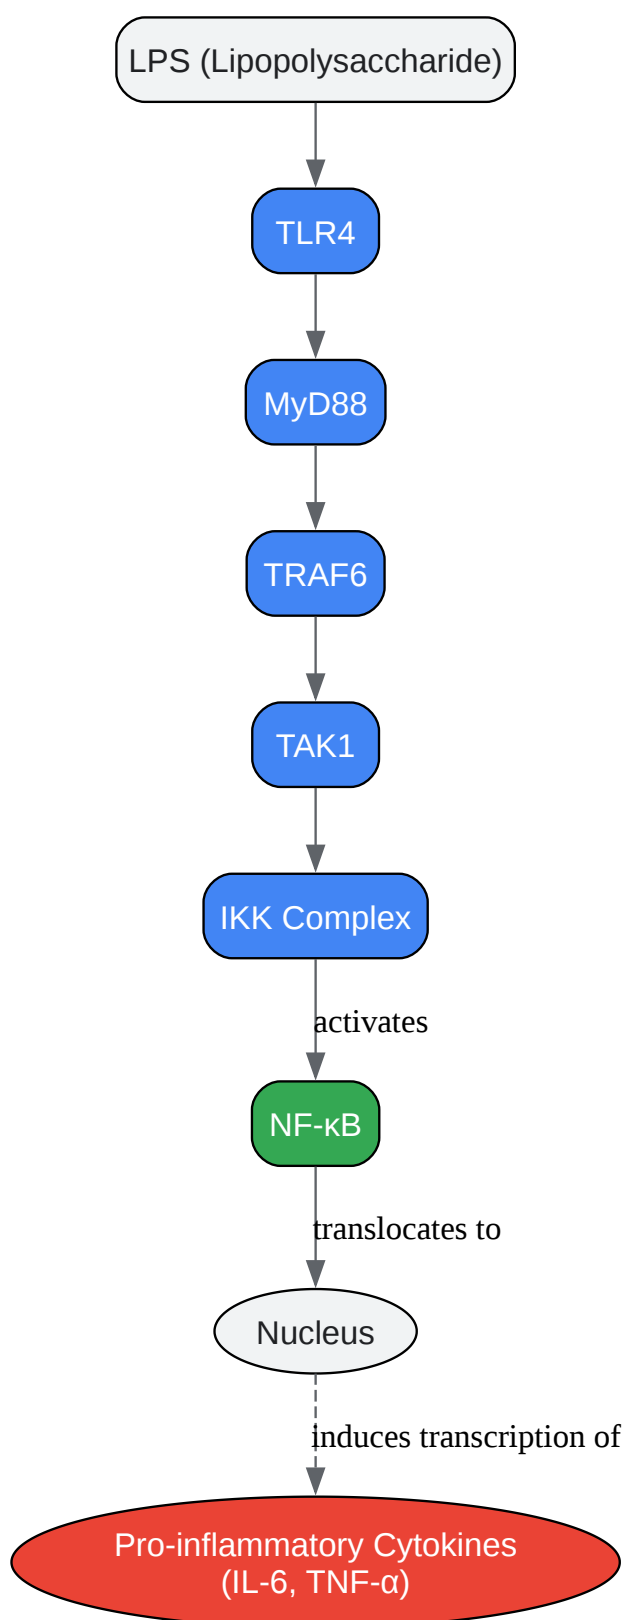 LPS (Lipopolysaccharide)
TLR4
MyD88
TRAF6
TAK1
IKK Complex
activates
NF-κB
translocates to
Nucleus
induces transcription of
Pro-inflammatory Cytokines
(IL-6, TNF-α)